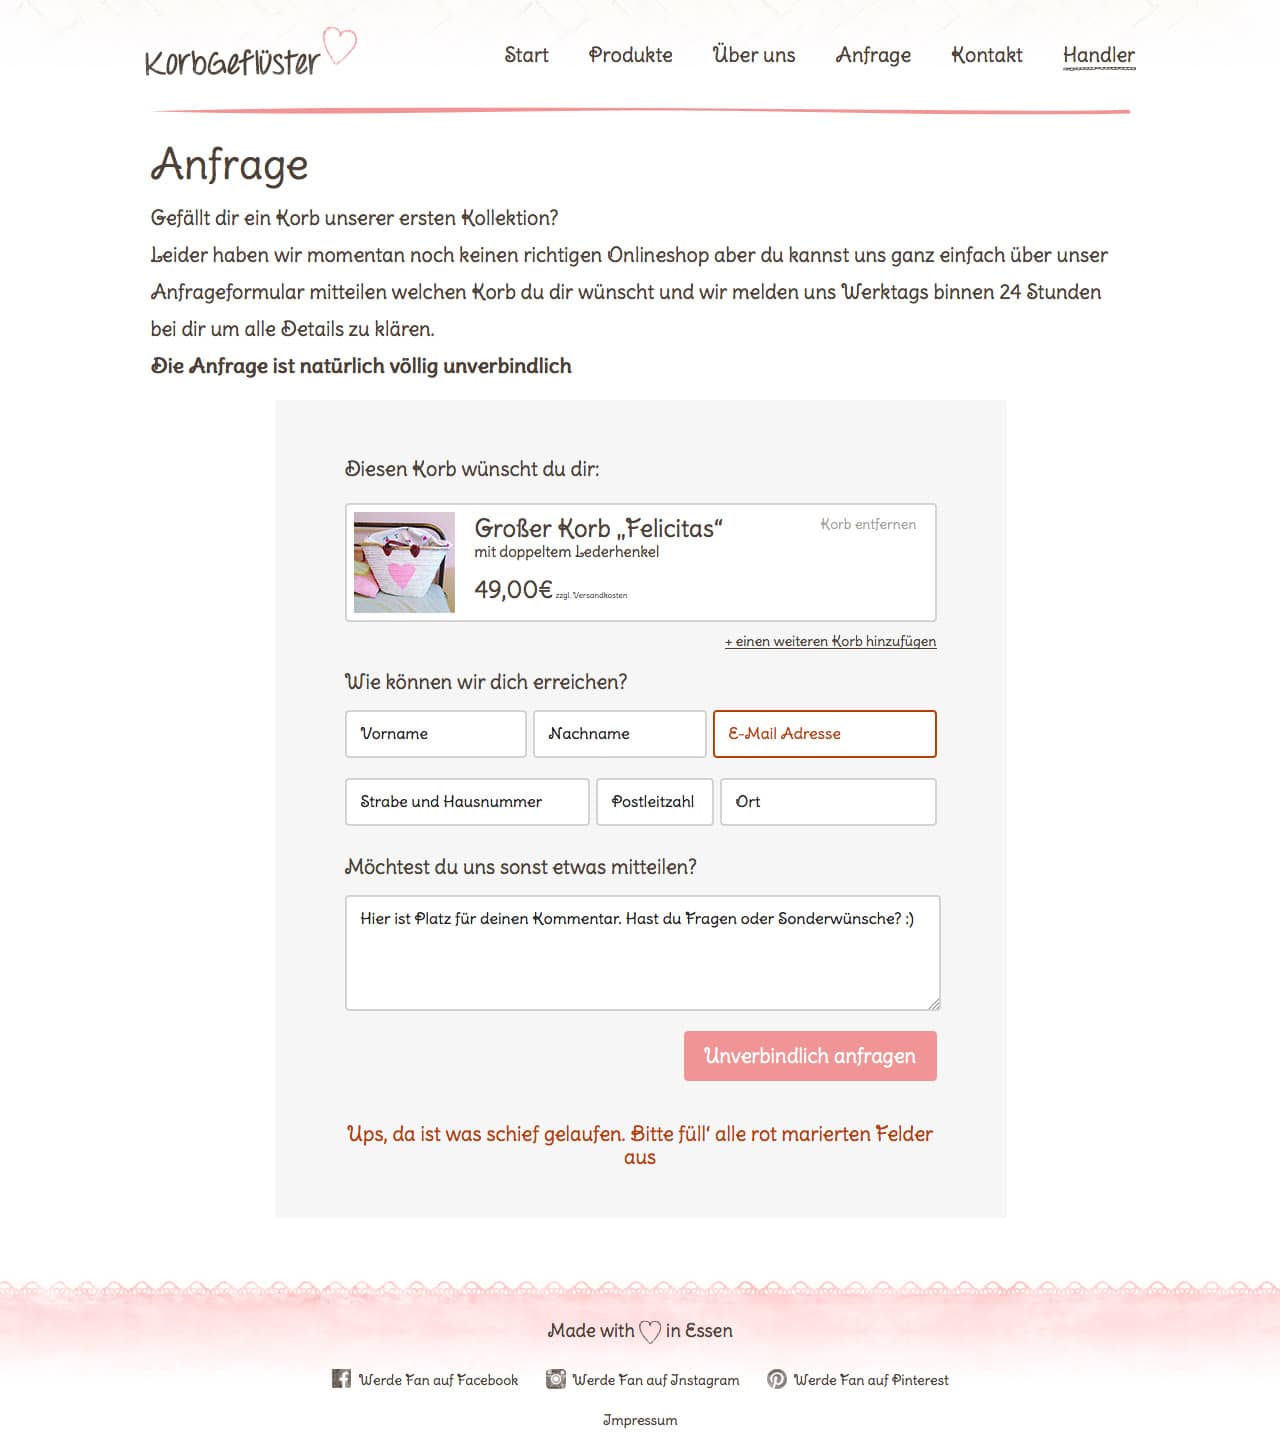 KorbGeflüster
Start Produkte Über uns Anfrage Kontakt Handler
Anfrage
Gefällt dir ein Korb unserer ersten Kollektion?
Leider haben wir momentan noch keinen richtigen Onlineshop aber du kannst uns ganz einfach über unser
Anfrageformular mitteilen welchen Korb du dir wünscht und wir melden uns Werktags binnen 24 Stunden
bei dir um alle Details zu klären.
Die Anfrage ist natürlich völlig unverbindlich
Diesen Korb wünscht du dir:
Großer Korb „Felicitas“ Korb entfernen
mit doppeltem Lederhenkel
49,00€ zzgl. Versandkosten
+ einen weiteren Korb hinzufügen
Wie können wir dich erreichen?
Vorname Nachname E-Mail Adresse
Strabe und Hausnummer Postleitzahl Ort
Möchtest du uns sonst etwas mitteilen?
Hier ist Platz für deinen Kommentar. Hast du Fragen oder Sonderwünsche? :)
Unverbindlich anfragen
Ups, da ist was schief gelaufen. Bitte füll’ alle rot marierten Felder
aus
Made with ♡ in Essen
Werde Fan auf Facebook Werde Fan auf Instagram Werde Fan auf Pinterest
Impressum